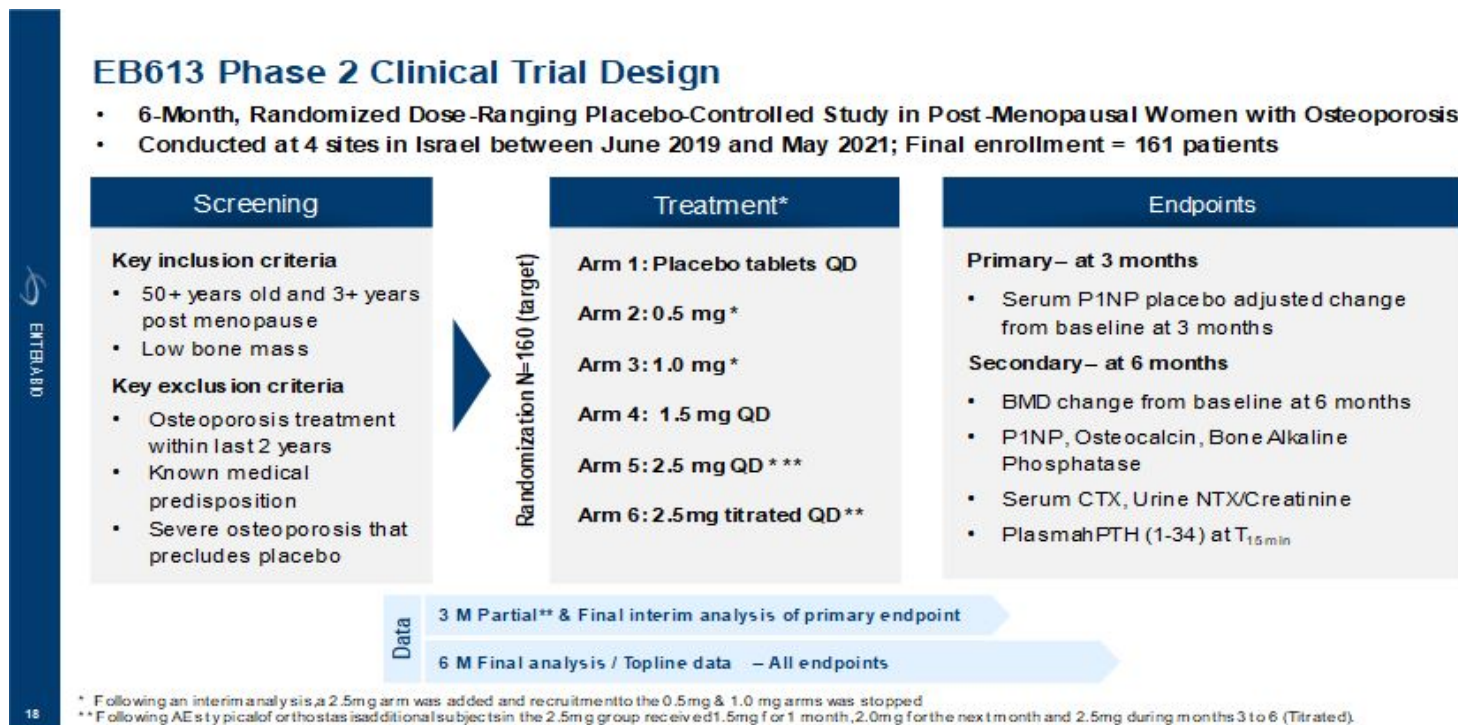 EB613 Phase 2 Clinical Trial Design
• 6-Month, Randomized Dose-Ranging Placebo-Controlled Study in Post-Menopausal Women with Osteoporosis
• Conducted at 4 sites in Israel between June 2019 and May 2021; Final enrollment = 161 patients
Screening
Key inclusion criteria
• 50+ years old and 3+ years
post menopause
• Low bone mass
Key exclusion criteria
• Osteoporosis treatment
within last 2 years
• Known medical
predisposition
• Severe osteoporosis that
precludes placebo
Randomization N=160 (target)
Treatment*
Arm 1: Placebo tablets QD
Arm 2: 0.5 mg *
Arm 3: 1.0 mg *
Arm 4: 1.5 mg QD
Arm 5: 2.5 mg QD * **
Arm 6: 2.5mg titrated QD**
Endpoints
Primary – at 3 months
• Serum P1NP placebo adjusted change
from baseline at 3 months
Secondary – at 6 months
• BMD change from baseline at 6 months
• P1NP, Osteocalcin, Bone Alkaline
Phosphatase
• Serum CTX, Urine NTX/Creatinine
• Plasma hPTH (1-34) at T15min
Data
3 M Partial** & Final interim analysis of primary endpoint
6 M Final analysis / Topline data – All endpoints
* Following an interim analysis, a 2.5mg arm was added and recruitment to the 0.5mg & 1.0 mg arms was stopped
** Following AEs typical of orthostasis additional subjects in the 2.5mg group received 1.5mg for 1 month, 2.0mg for the next month and 2.5mg during months 3 to 6 (Titrated).
ENTERA BIO
18